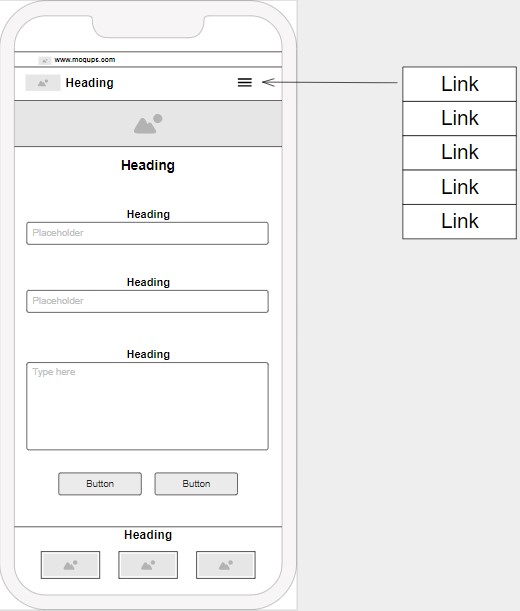 www.moqups.com
Heading
Heading
Heading
Placeholder
Heading
Placeholder
Heading
Type here
Button
Button
Heading
Link
Link
Link
Link
Link